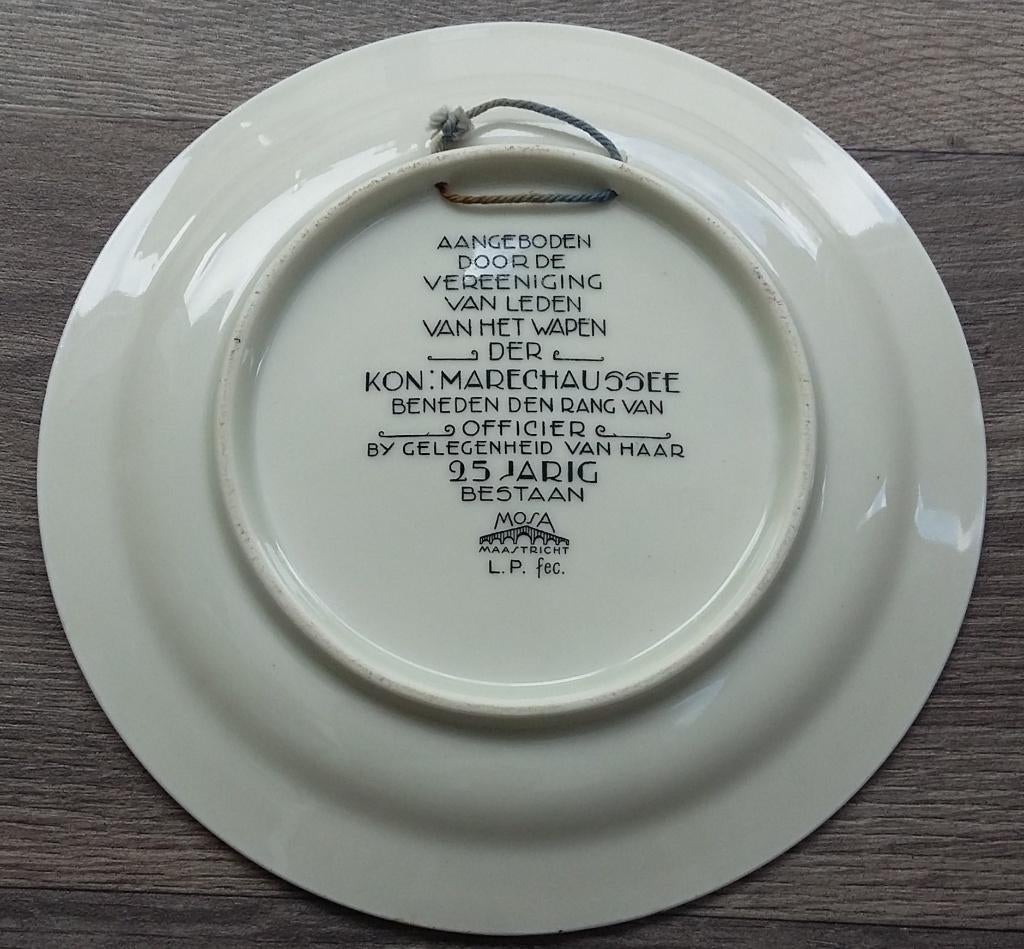 AANGEBODEN
DOOR DE
VEREENIGING
VAN LEDEN
VAN HET WAPEN
DER
KON: MARECHAUSSEE
BENEDEN DEN RANG VAN
OFFICIER
BY GELEGENHEID VAN HAAR
25 JARIG
BESTAAN
MOSA
MAASTRICHT
L.P. fec.